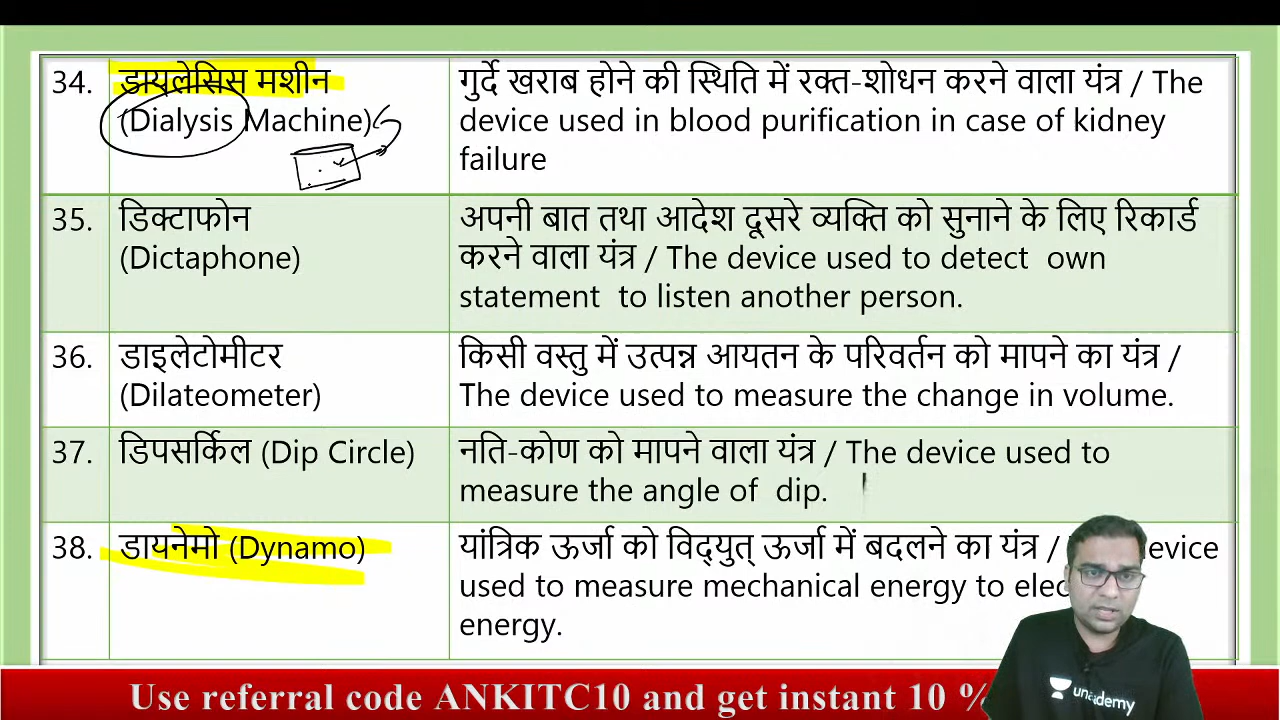 34. डायलेसिस मशीन
(Dialysis Machine)
गुर्दे खराब होने की स्थिति में रक्त-शोधन करने वाला यंत्र / The
device used in blood purification in case of kidney
failure
35. डिक्टाफोन
(Dictaphone)
अपनी बात तथा आदेश दूसरे व्यक्ति को सुनाने के लिए रिकार्ड
करने वाला यंत्र / The device used to detect own
statement to listen another person.
36. डाइलेटोमीटर
(Dilateometer)
किसी वस्तु में उत्पन्न आयतन के परिवर्तन को मापने का यंत्र /
The device used to measure the change in volume.
37. डिपसर्किल (Dip Circle)
नति-कोण को मापने वाला यंत्र / The device used to
measure the angle of dip.
38. डायनेमो (Dynamo)
यांत्रिक ऊर्जा को विद्युत् ऊर्जा में बदलने का यंत्र /
used to measure mechanical energy to
energy.
Use referral code ANKITC10 and get instant 10 %